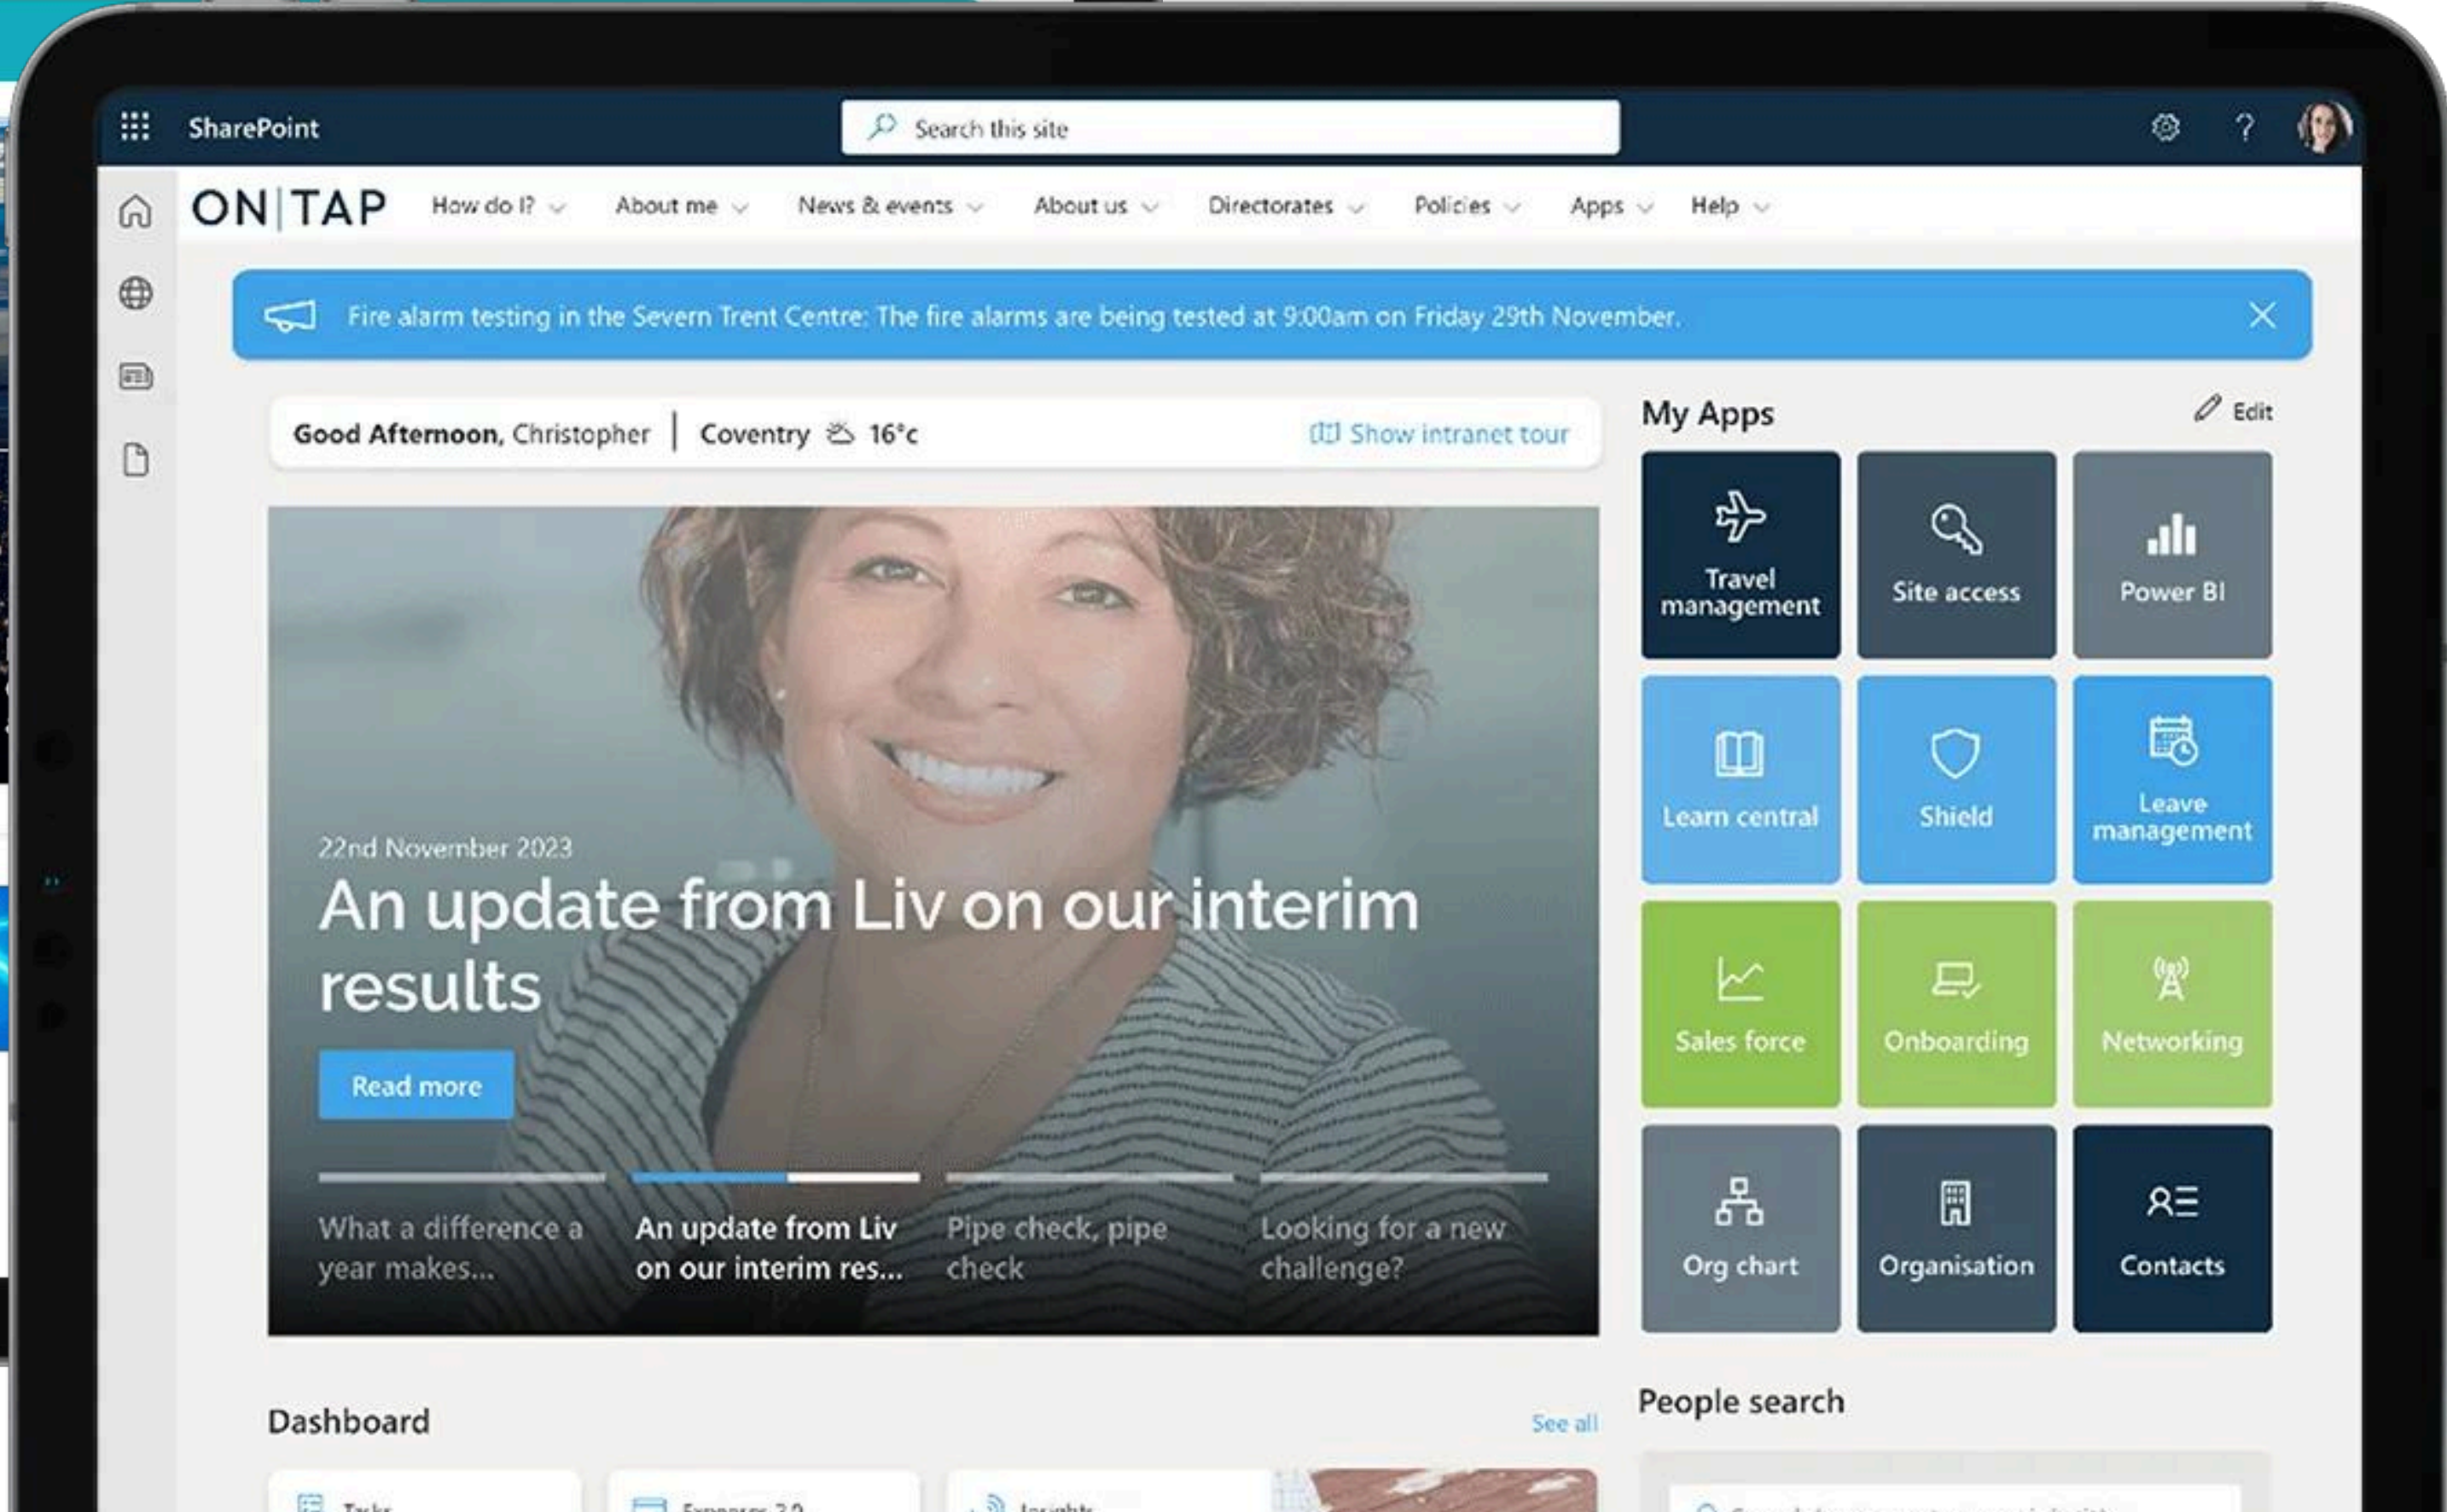 SharePoint
Search this site
ON|TAP
How do I?
About me
News & events
About us
Directorates
Policies
Apps
Help
Fire alarm testing in the Severn Trent Centre: The fire alarms are being tested at 9:00am on Friday 29th November.
Good Afternoon, Christopher | Coventry 16°c
Show intranet tour
My Apps
Edit
Travel
management
Site access
Power BI
Learn central
Shield
Leave
management
Sales force
Onboarding
Networking
Org chart
Organisation
Contacts
22nd November 2023
An update from Liv on our interim
results
Read more
What a difference a
year makes...
An update from Liv
on our interim res...
Pipe check, pipe
check
Looking for a new
challenge?
Dashboard
See all
People search
Tasks
Expenses 2.0
Insights